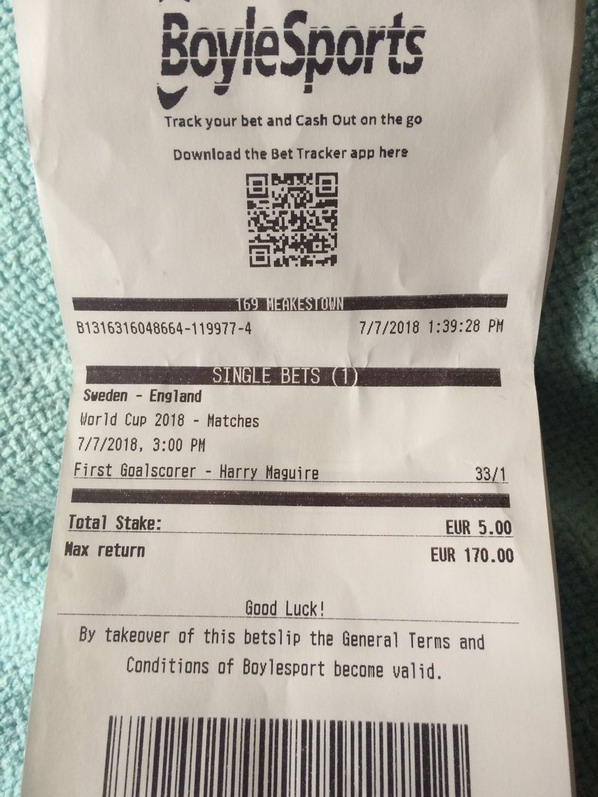 BoyleSports
Track your bet and Cash Out on the go
Download the Bet Tracker app here
169 MEAKESTOWN
B1316316048664-119977-4 7/7/2018 1:39:28 PM
SINGLE BETS (1)
Sweden - England
World Cup 2018 - Matches
7/7/2018, 3:00 PM
First Goalscorer - Harry Maguire 33/1
Total Stake: EUR 5.00
Max return EUR 170.00
Good Luck!
By takeover of this betslip the General Terms and
Conditions of Boylesport become valid.